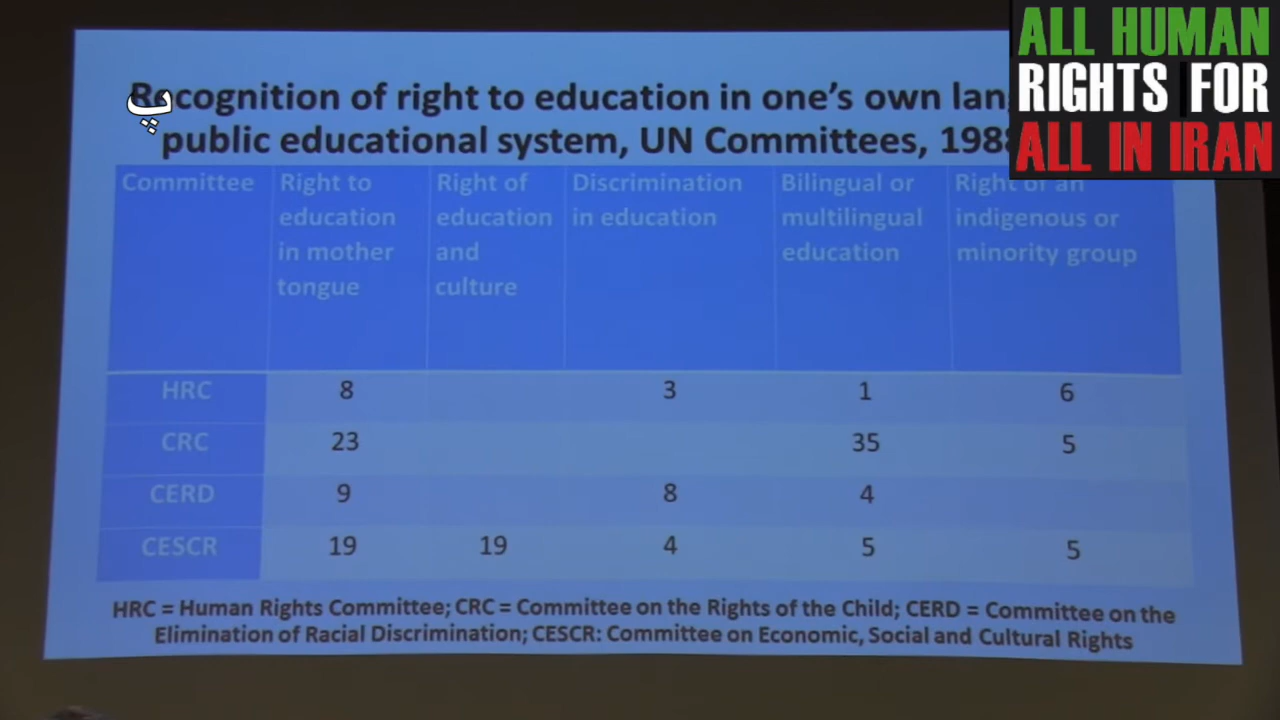 Recognition of right to education in one's own
پ
public educational system, UN Committees,
ALL HUMAN
RIGHTS FOR
ALL IN IRAN
Committee Right to education in mother tongue Right of education and culture Discrimination in education Bilingual or multilingual education Right of an indigenous or minority group
HRC 8 3 1 6
CRC 23 35 5
CERD 9 8 4
CESCR 19 19 4 5 5
HRC = Human Rights Committee; CRC = Committee on the Rights of the Child; CERD = Committee on the
Elimination of Racial Discrimination; CESCR: Committee on Economic, Social and Cultural Rights